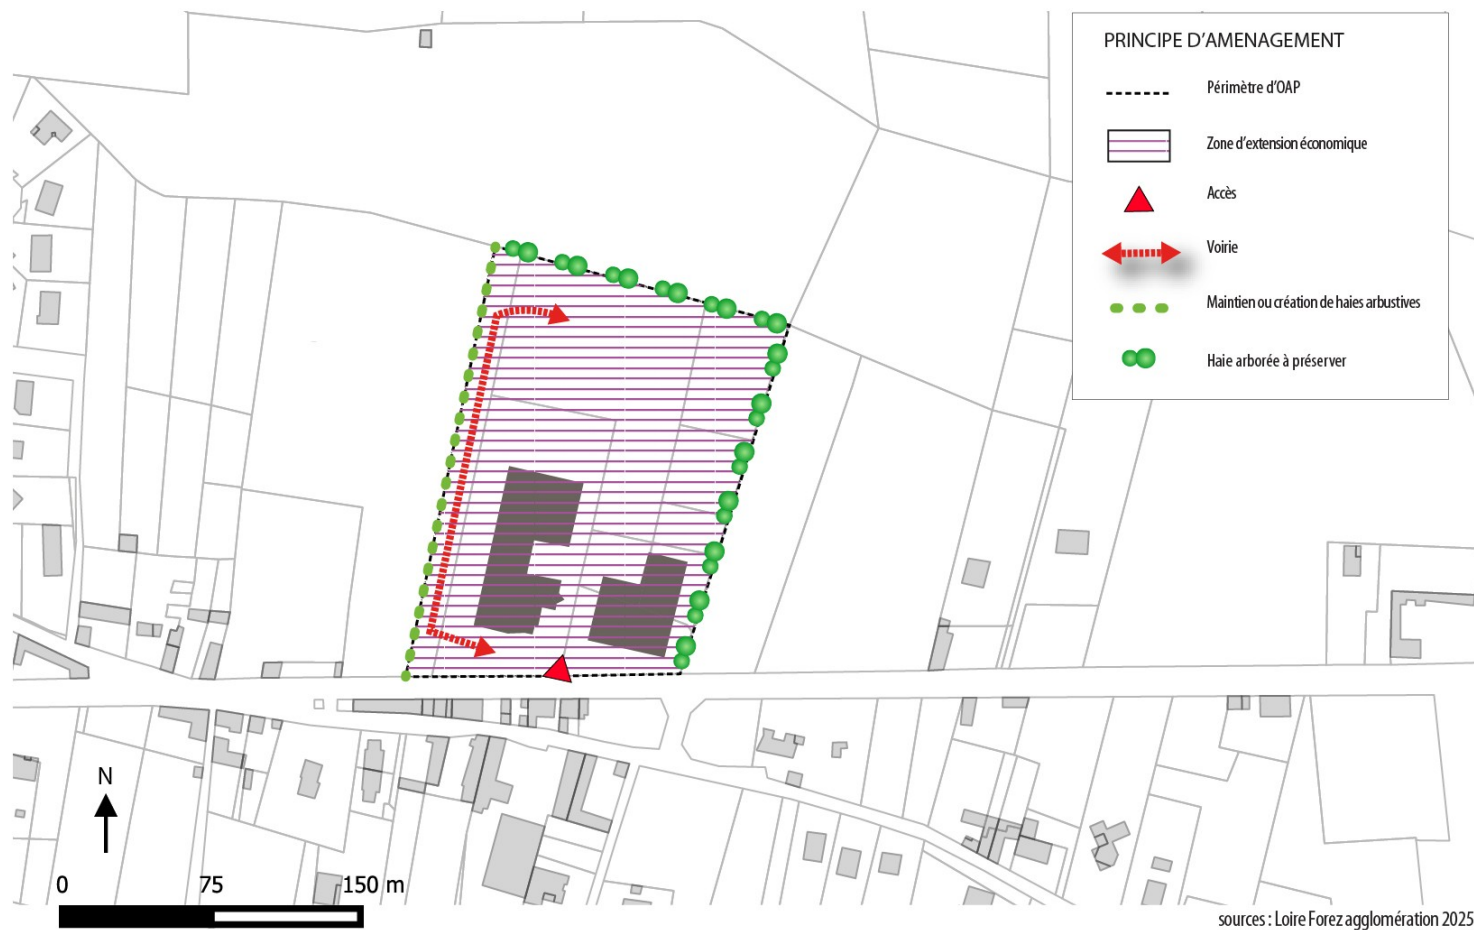 PRINCIPE D'AMENAGEMENT
Périmètre d'OAP
Zone d'extension économique
Accès
Voirie
Maintien ou création de haies arbustives
Haie arborée à préserver
N
0 75 150 m
sources : Loire Forez agglomération 2025